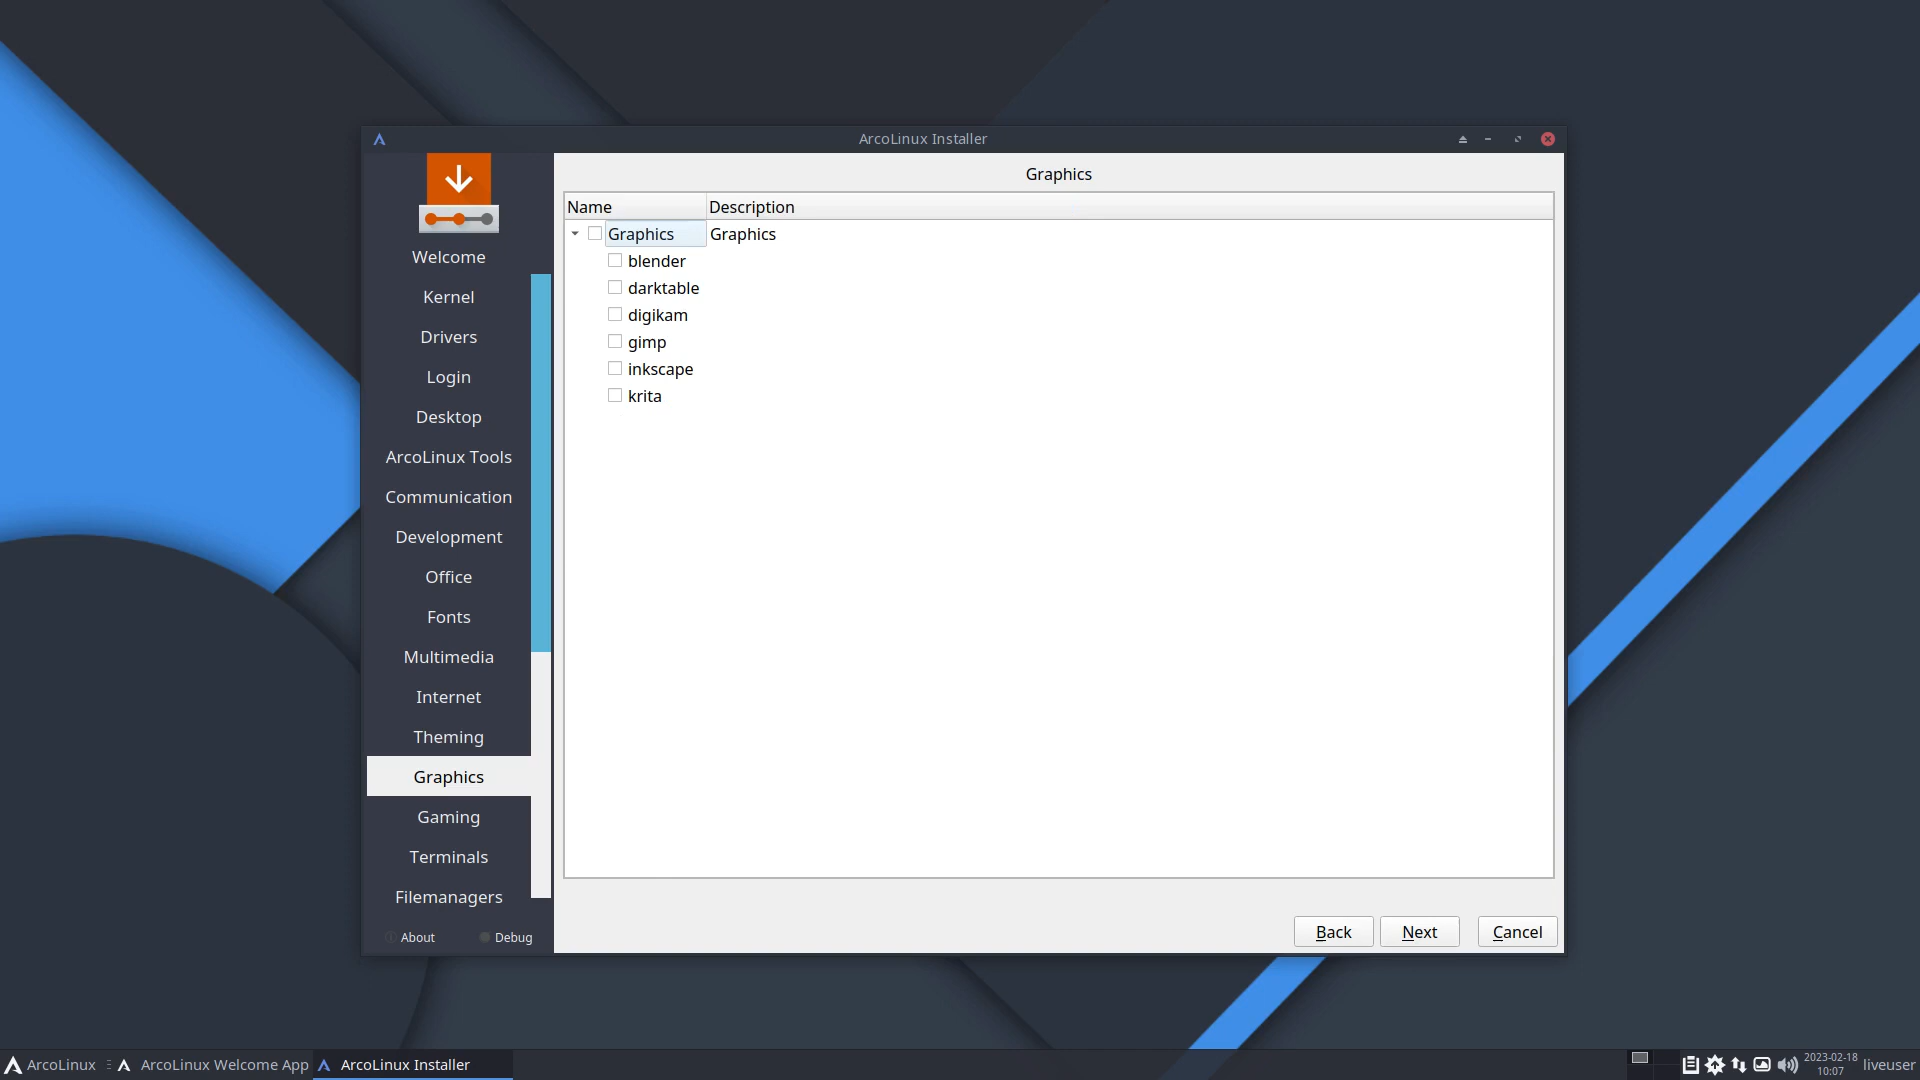 ArcoLinux Installer
Welcome
Kernel
Drivers
Login
Desktop
ArcoLinux Tools
Communication
Development
Office
Fonts
Multimedia
Internet
Theming
Graphics
Gaming
Terminals
Filemanagers
About
Debug
Graphics
Name Description
Graphics Graphics
blender
darktable
digikam
gimp
inkscape
krita
Back Next Cancel
ArcoLinux
ArcoLinux Welcome App
ArcoLinux Installer
2023-02-18
10:07
liveuser